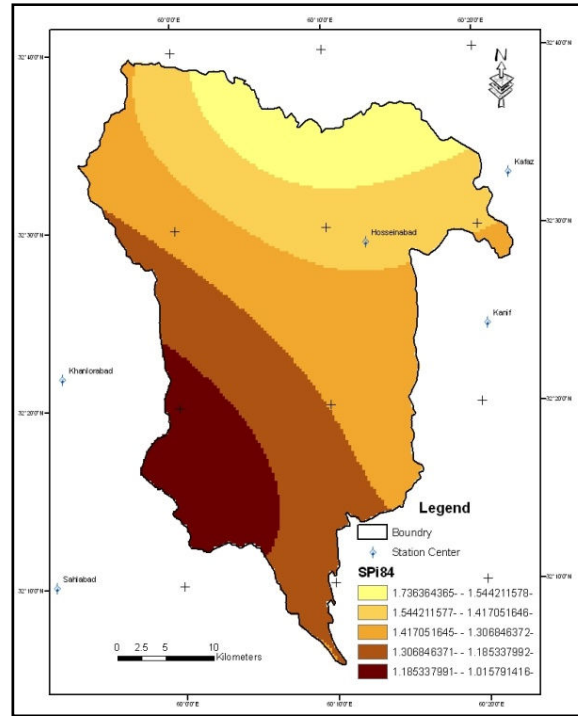 60°0'0"E 60°10'0"E 60°20'0"E
32°40'0"N 32°40'0"N
N
Kafaz
32°30'0"N 32°30'0"N
Hosseinabad
Kanif
Khanlorabad
32°20'0"N 32°20'0"N
Legend
Boundry
Station Center
Sahlabad
32°10'0"N 32°10'0"N
SPi84
1.736364365- - 1.544211578-
1.544211577- - 1.417051646-
1.417051645- - 1.306846372-
1.306846371- - 1.185337992-
1.185337991- - 1.015791416-
0 2.5 5 10
Kilometers
60°0'0"E 60°10'0"E 60°20'0"E